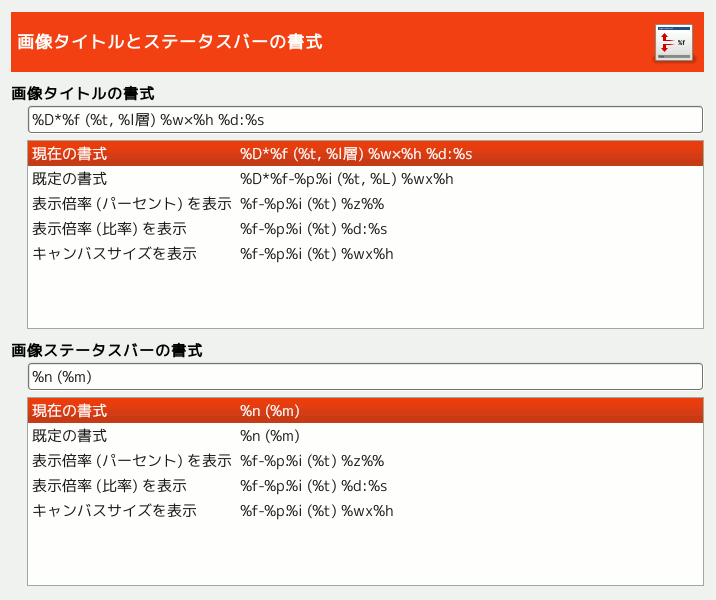 画像タイトルとステータスバーの書式
%f
画像タイトルの書式
%D*%f (%t, %l層) %w×%h %d:%s
現在の書式 %D*%f (%t, %l層) %w×%h %d:%s
既定の書式 %D*%f-%p.%i (%t, %L) %wx%h
表示倍率 (パーセント) を表示 %f-%p.%i (%t) %z%%
表示倍率 (比率) を表示 %f-%p.%i (%t) %d:%s
キャンバスサイズを表示 %f-%p.%i (%t) %wx%h
画像ステータスバーの書式
%n (%m)
現在の書式 %n (%m)
既定の書式 %n (%m)
表示倍率 (パーセント) を表示 %f-%p.%i (%t) %z%%
表示倍率 (比率) を表示 %f-%p.%i (%t) %d:%s
キャンバスサイズを表示 %f-%p.%i (%t) %wx%h